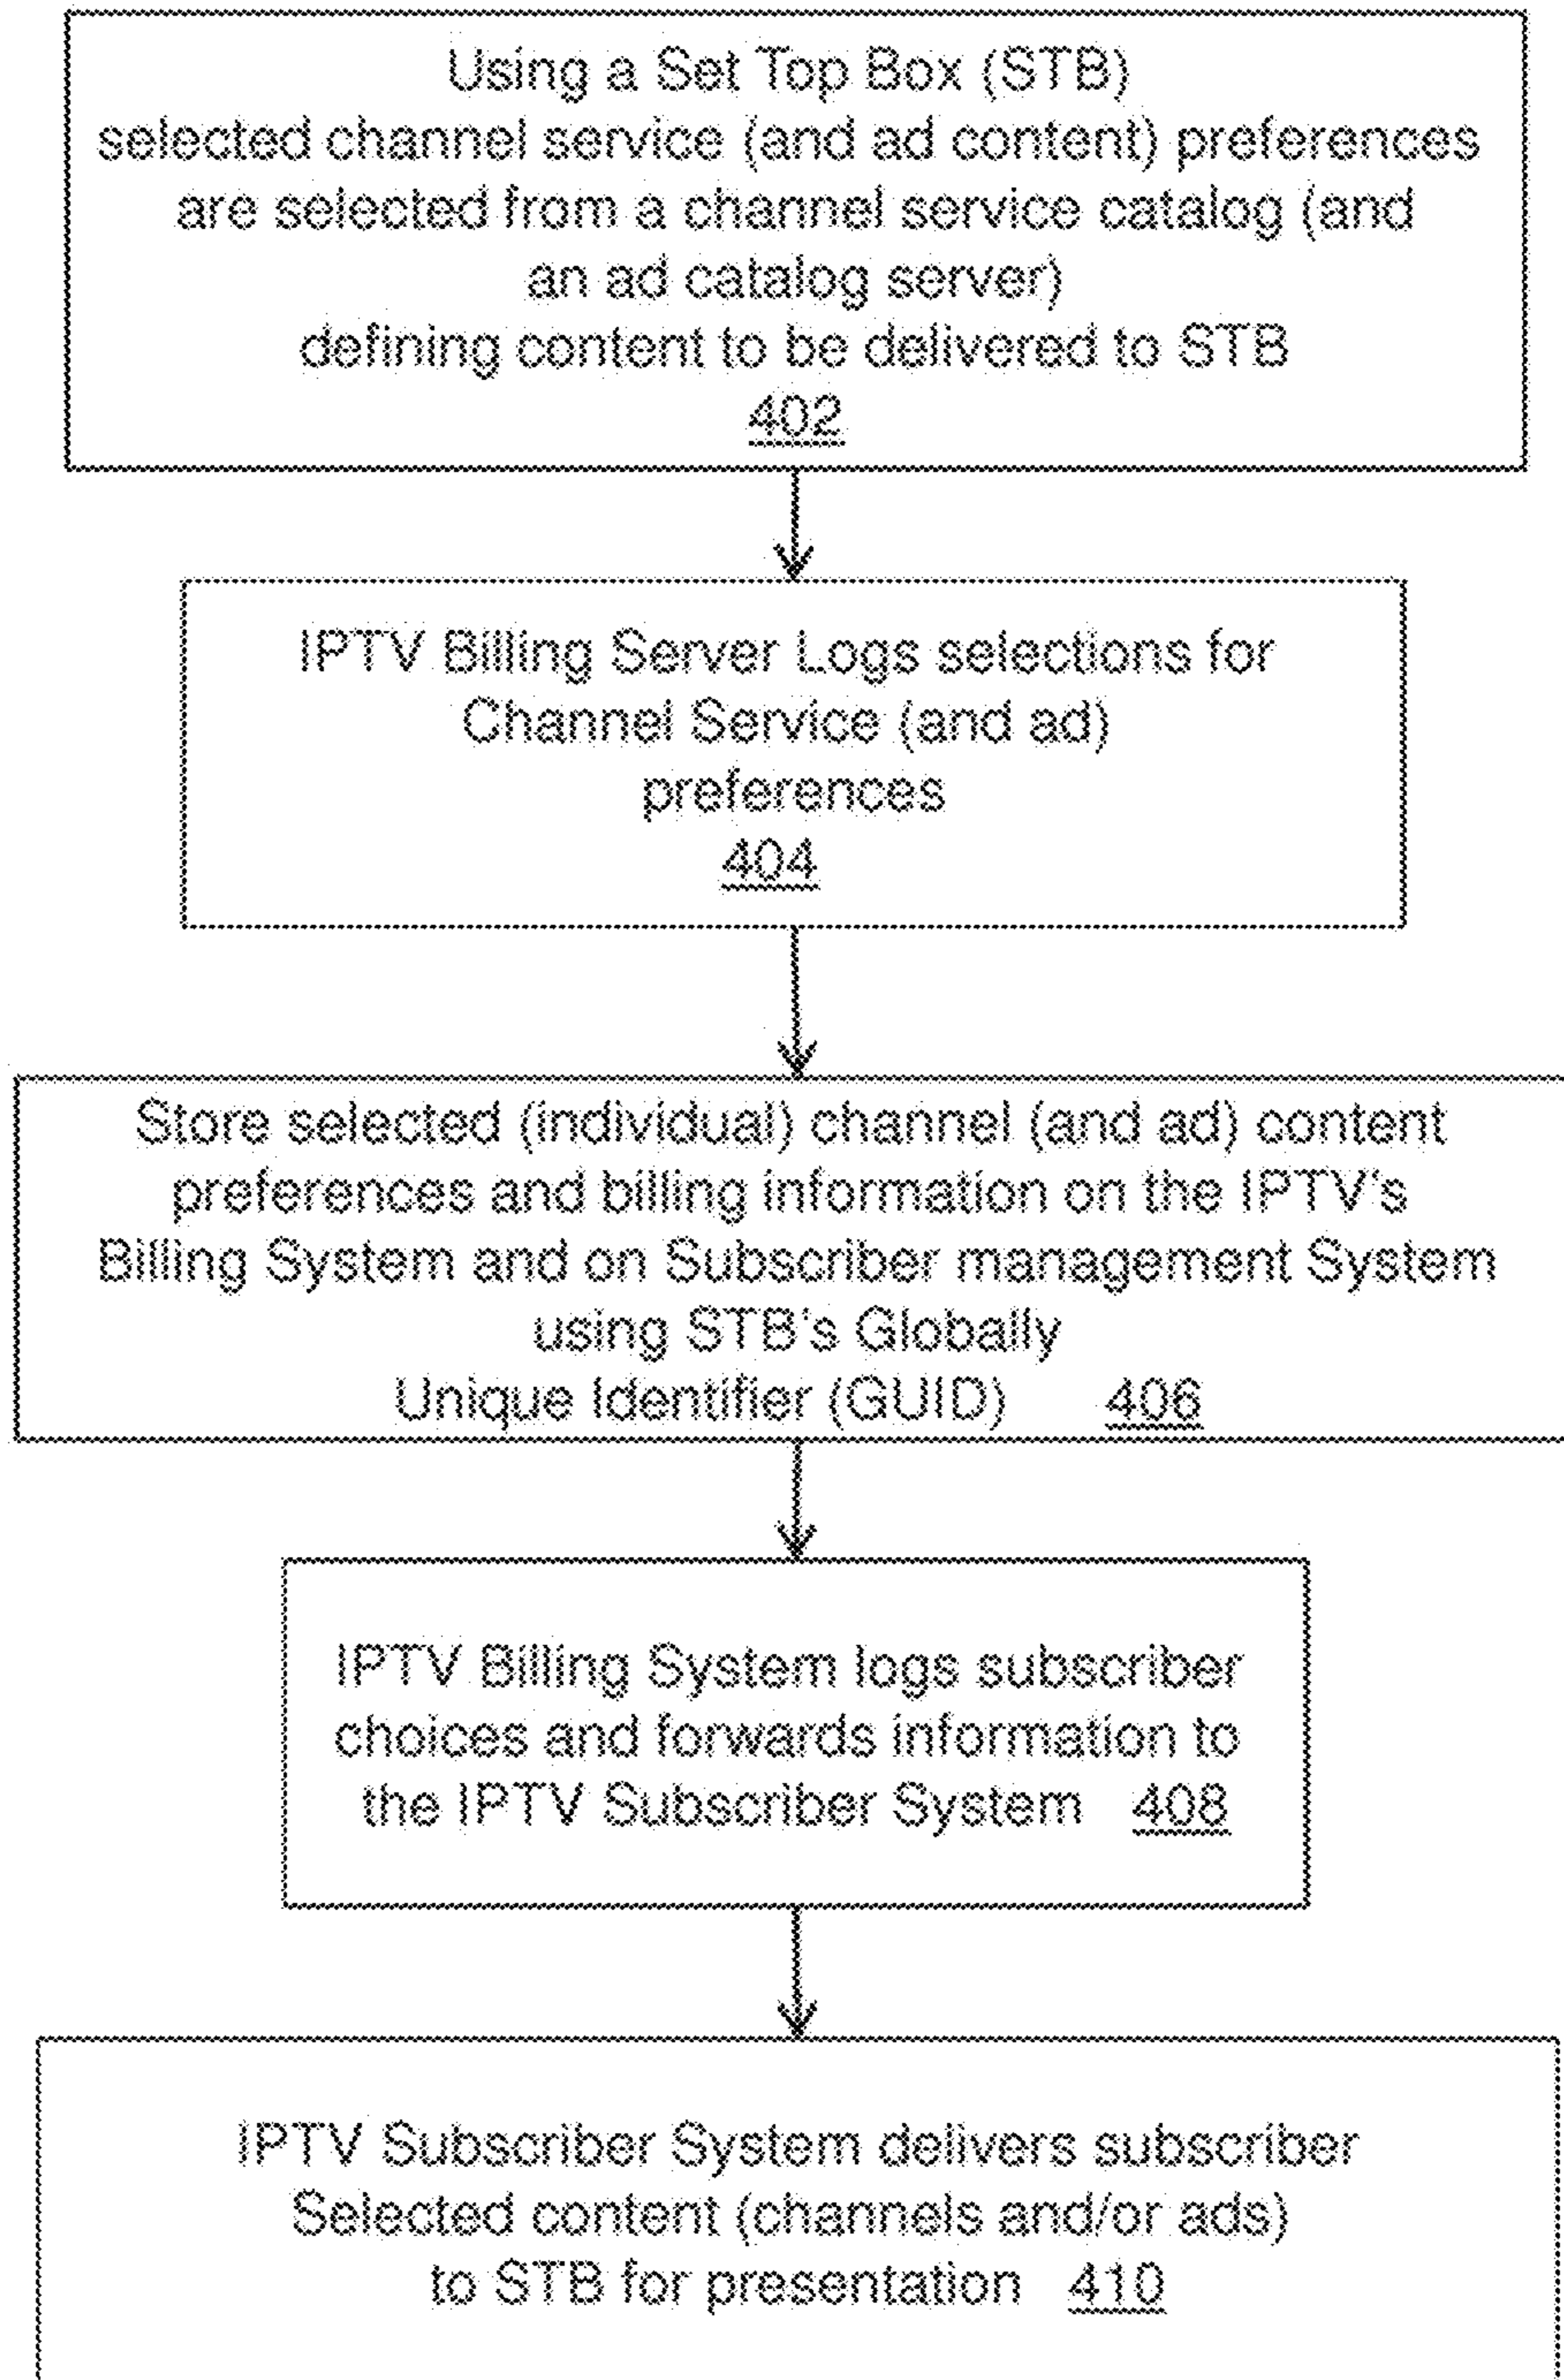 Using a Set Top Box (STB)
selected channel service (and ad content) preferences
are selected from a channel service catalog (and
an ad catalog server)
defining content to be delivered to STB
402
IPTV Billing Server Logs selections for
Channel Service (and ad)
preferences
404
Store selected (individual) channel (and ad) content
preferences and billing information on the IPTV's
Billing System and on Subscriber management System
using STB's Globally
Unique Identifier (GUID) 406
IPTV Billing System logs subscriber
choices and forwards information to
the IPTV Subscriber System 408
IPTV Subscriber System delivers subscriber
Selected content (channels and/or ads)
to STB for presentation 410